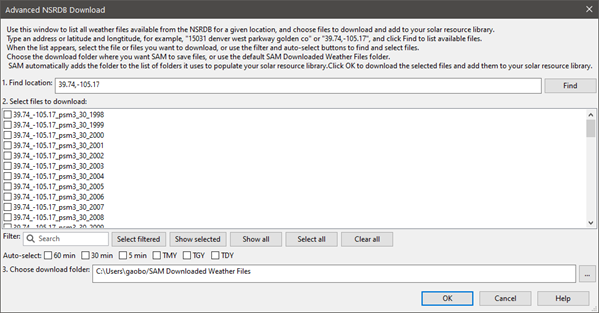 Advanced NSRDB Download
Use this window to list all weather files available from the NSRDB for a given location, and choose files to download and add to your solar resource library.
Type an address or latitude and longtitude, for example, "15031 denver west parkway golden co" or "39.74,-105.17", and click Find to list available files.
When the list appears, select the file or files you want to download, or use the filter and auto-select buttons to find and select files.
Choose the download folder where you want SAM to save files, or use the default SAM Downloaded Weather Files folder.
SAM automatically adds the folder to the list of folders it uses to populate your solar resource library.Click OK to download the selected files and add them to your solar resource library.
1. Find location: 39.74,-105.17 Find
2. Select files to download:
39.74_-105.17_psm3_30_1998
39.74_-105.17_psm3_30_1999
39.74_-105.17_psm3_30_2000
39.74_-105.17_psm3_30_2001
39.74_-105.17_psm3_30_2002
39.74_-105.17_psm3_30_2003
39.74_-105.17_psm3_30_2004
39.74_-105.17_psm3_30_2005
39.74_-105.17_psm3_30_2006
39.74_-105.17_psm3_30_2007
39.74_-105.17_psm3_30_2008
39.74_-105.17_psm3_30_2009
Filter: Search Select filtered Show selected Show all Select all Clear all
Auto-select: 60 min 30 min 5 min TMY TGY TDY
3. Choose download folder: C:\Users\gaobo/SAM Downloaded Weather Files ...
OK Cancel Help